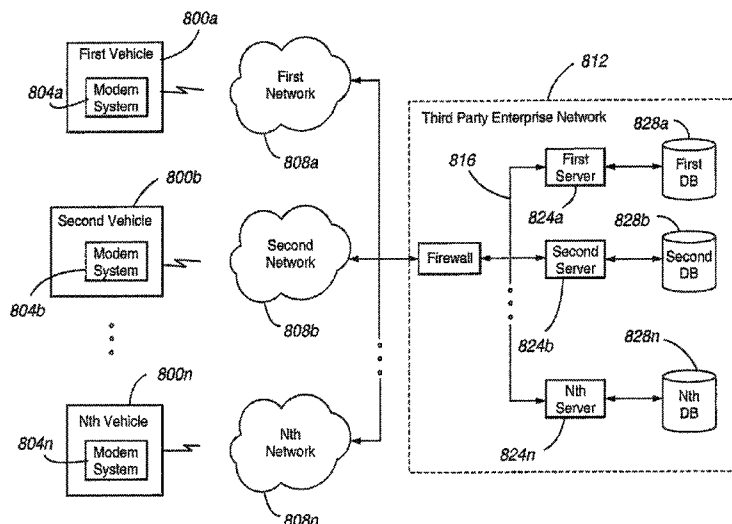 800a
First Vehicle
804a
Modem
System
First
Network
808a
812
Third Party Enterprise Network
816
First
Server
824a
828a
First
DB
800b
Second Vehicle
Modem
System
804b
Second
Network
808b
Firewall
Second
Server
824b
828b
Second
DB
800n
Nth Vehicle
804n
Modem
System
Nth
Network
808n
Nth
Server
824n
828n
Nth
DB